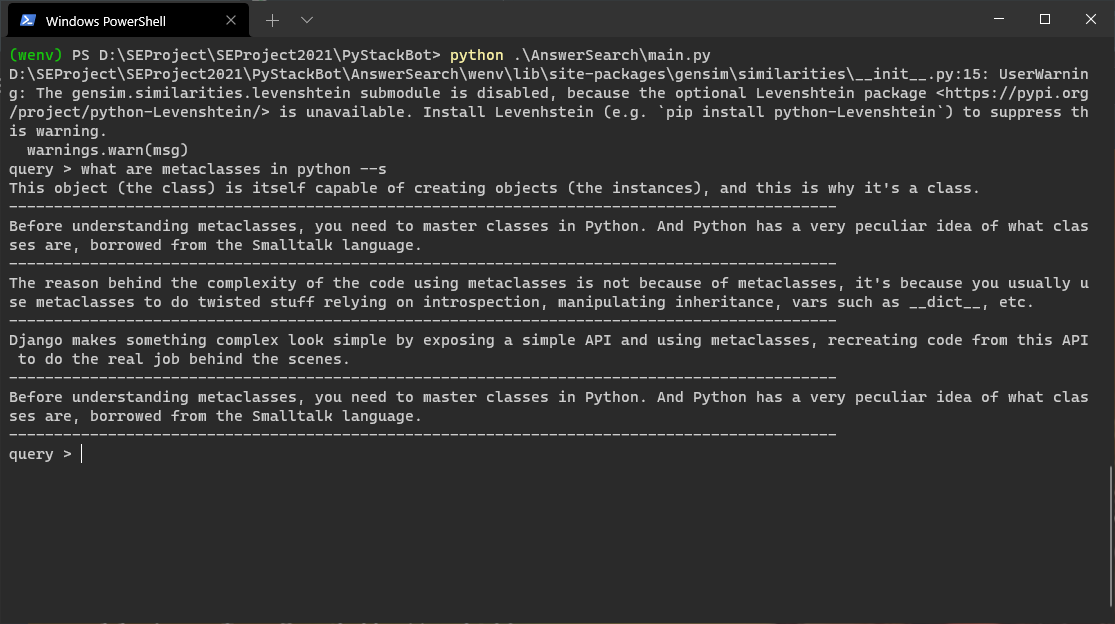 Windows PowerShell
(wenv) PS D:\SEProject\SEProject2021\PyStackBot> python .\AnswerSearch\main.py
D:\SEProject\SEProject2021\PyStackBot\AnswerSearch\wenv\lib\site-packages\gensim\similarities\__init__.py:15: UserWarnin
g: The gensim.similarities.levenshtein submodule is disabled, because the optional Levenshtein package <https://pypi.org
/project/python-Levenshtein/> is unavailable. Install Levenhstein (e.g. `pip install python-Levenshtein`) to suppress th
is warning.
  warnings.warn(msg)
query > what are metaclasses in python --s
This object (the class) is itself capable of creating objects (the instances), and this is why it's a class.
--------------------------------------------------------------------------------------------
Before understanding metaclasses, you need to master classes in Python. And Python has a very peculiar idea of what clas
ses are, borrowed from the Smalltalk language.
--------------------------------------------------------------------------------------------
The reason behind the complexity of the code using metaclasses is not because of metaclasses, it's because you usually u
se metaclasses to do twisted stuff relying on introspection, manipulating inheritance, vars such as __dict__, etc.
--------------------------------------------------------------------------------------------
Django makes something complex look simple by exposing a simple API and using metaclasses, recreating code from this API
 to do the real job behind the scenes.
--------------------------------------------------------------------------------------------
Before understanding metaclasses, you need to master classes in Python. And Python has a very peculiar idea of what clas
ses are, borrowed from the Smalltalk language.
--------------------------------------------------------------------------------------------
query >